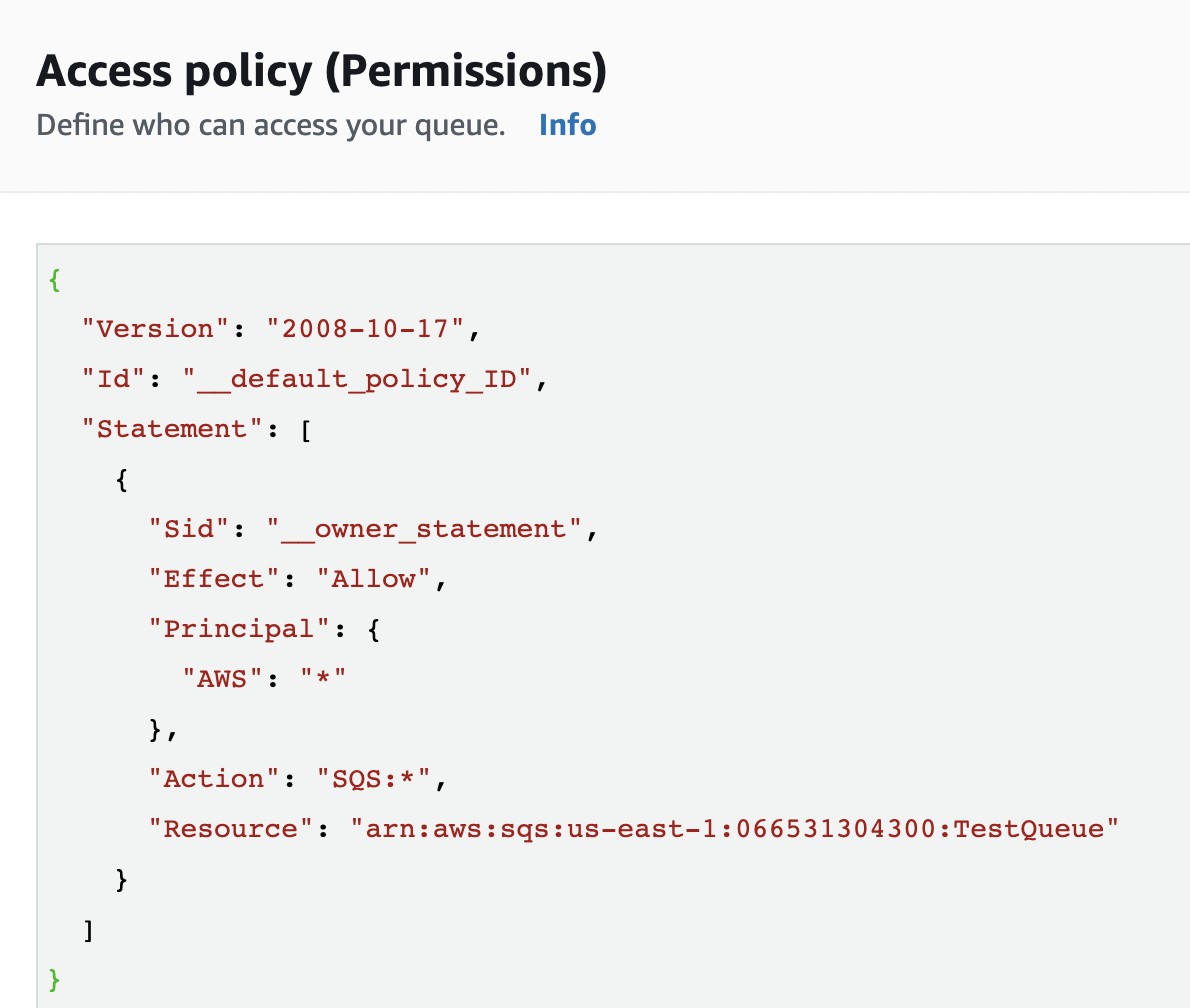 Access policy (Permissions)
Define who can access your queue. Info
{
"Version": "2008-10-17",
"Id": "__default_policy_ID",
"Statement": [
{
"Sid": "__owner_statement",
"Effect": "Allow",
"Principal": {
"AWS": "*"
},
"Action": "SQS:*",
"Resource": "arn:aws:sqs:us-east-1:066531304300:TestQueue"
}
]
}